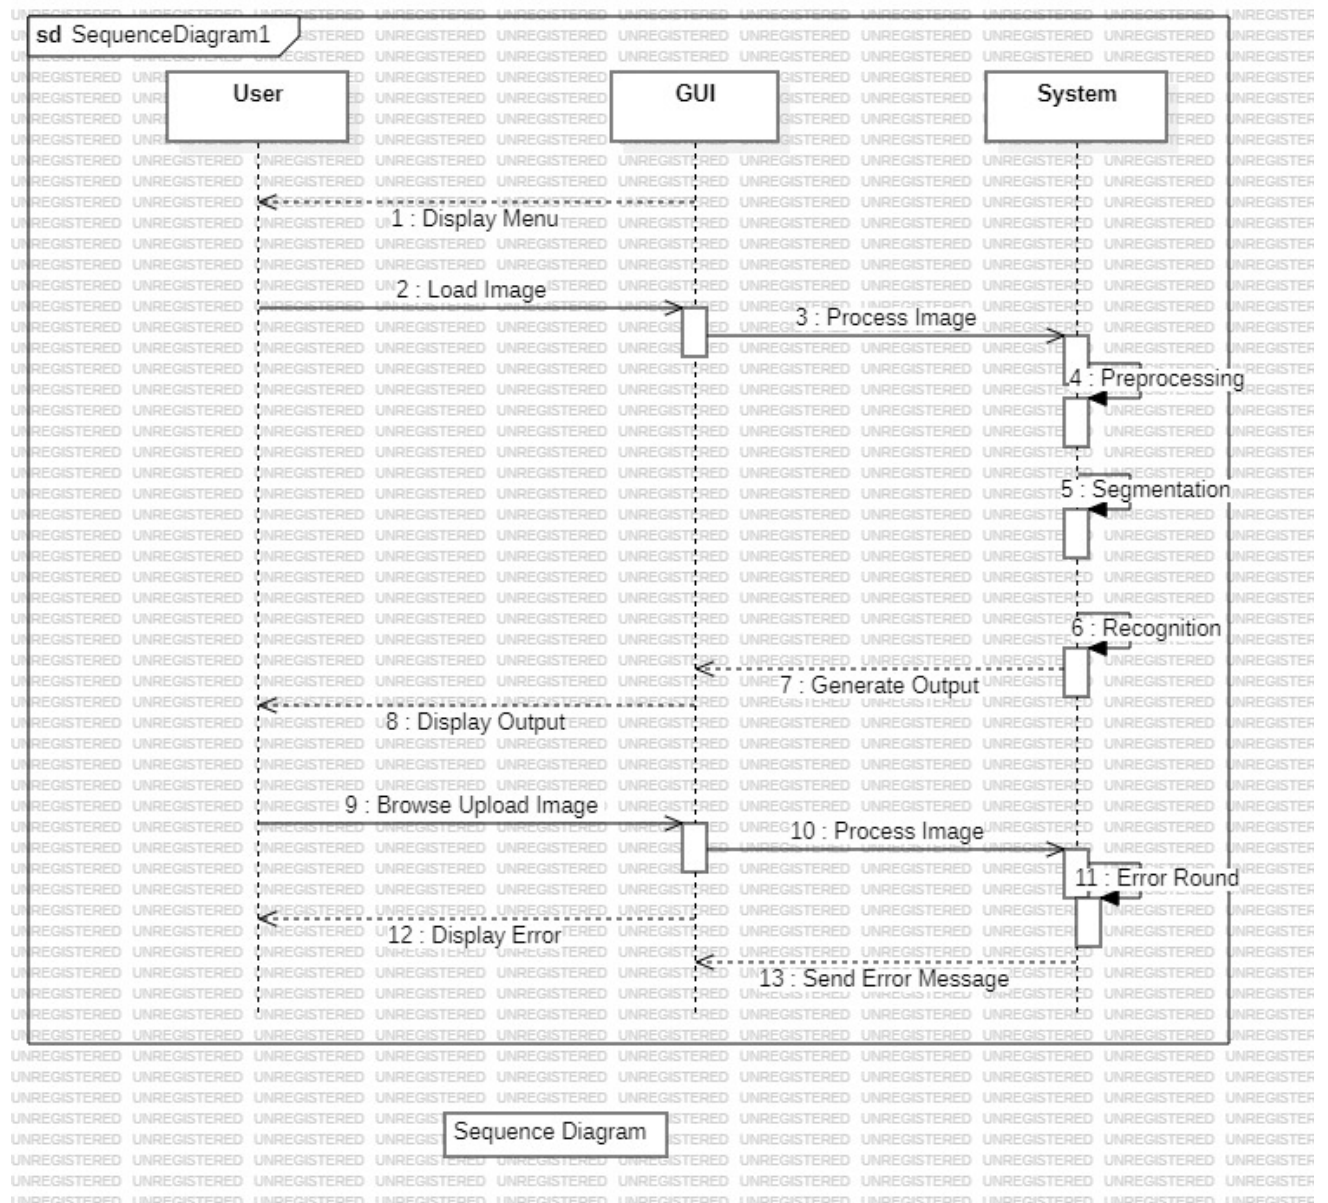 sd SequenceDiagram1
User
GUI
System
1 : Display Menu
2 : Load Image
3 : Process Image
4 : Preprocessing
5 : Segmentation
6 : Recognition
7 : Generate Output
8 : Display Output
9 : Browse Upload Image
10 : Process Image
11 : Error Round
12 : Display Error
13 : Send Error Message
Sequence Diagram
UNREGISTERED